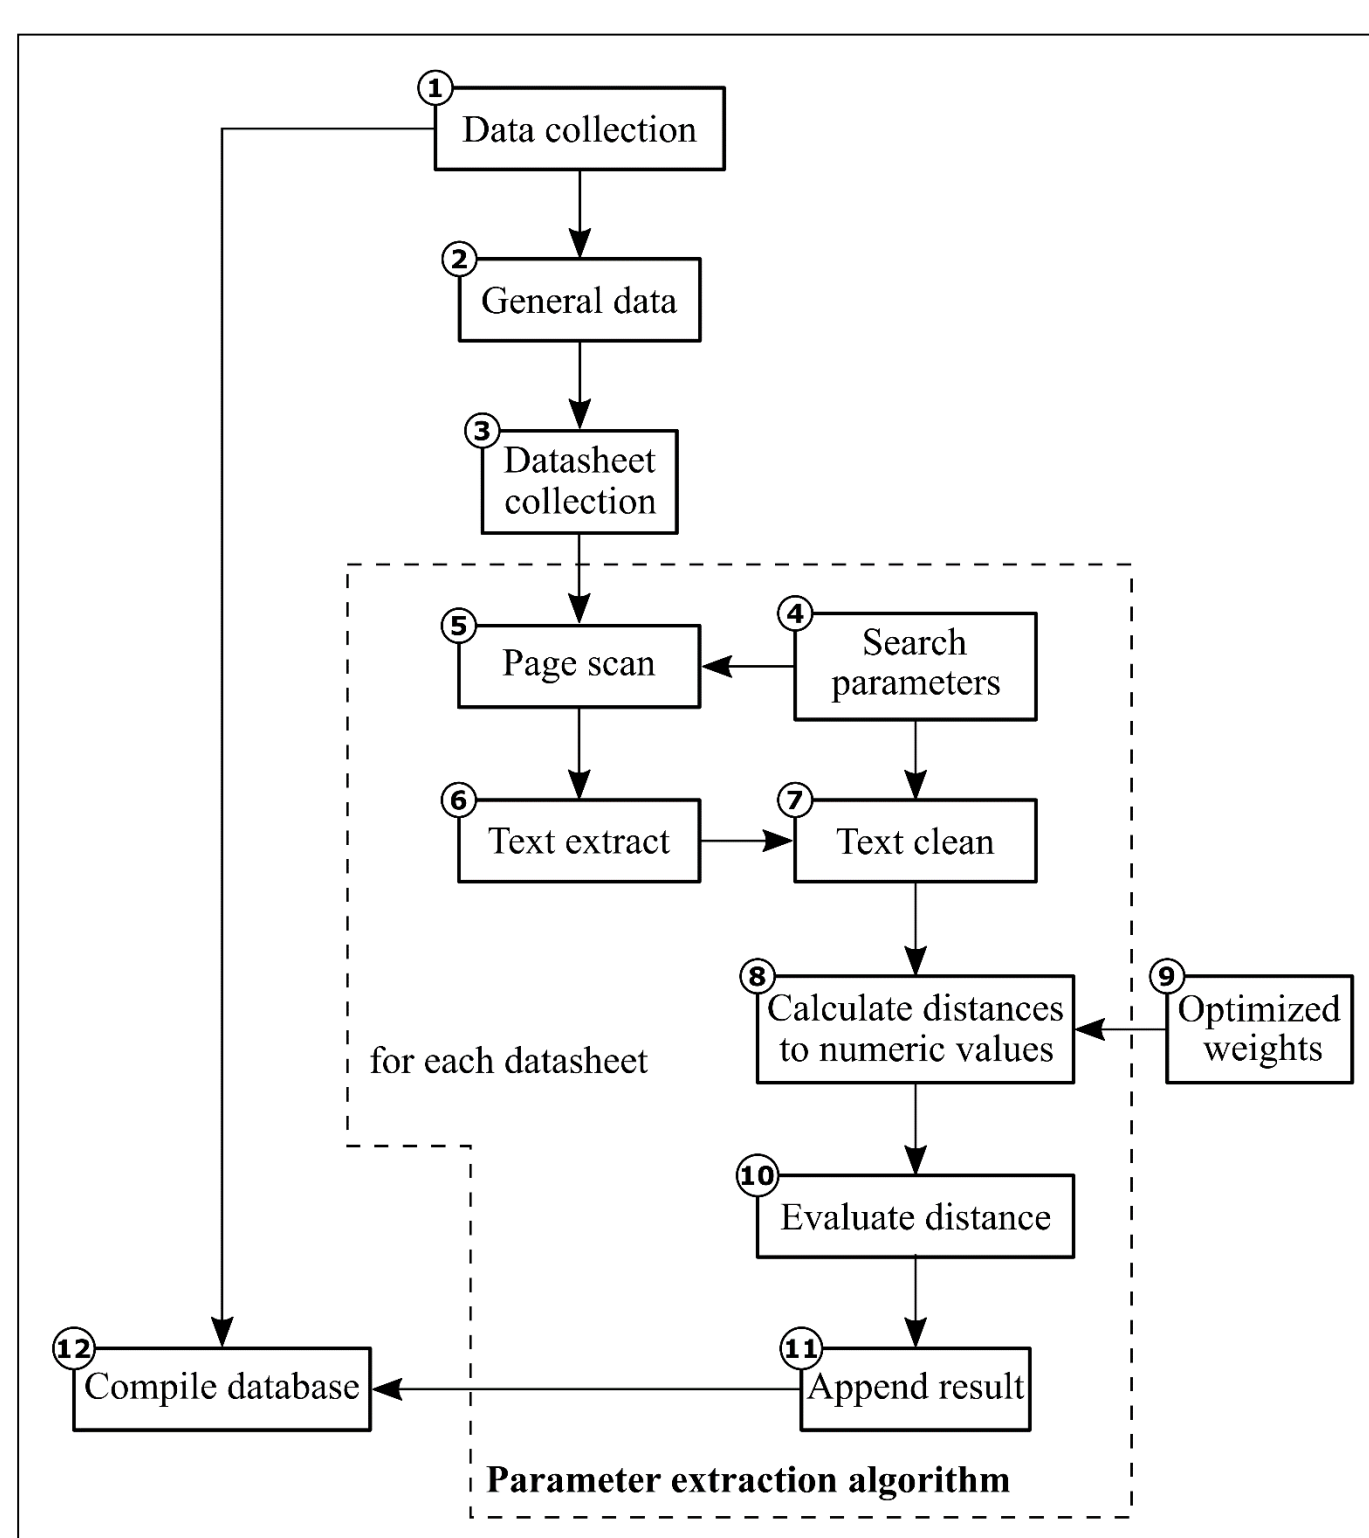 1
Data collection
2
General data
3
Datasheet
collection
4
Search
parameters
5
Page scan
6
Text extract
7
Text clean
8
Calculate distances
to numeric values
9
Optimized
weights
for each datasheet
10
Evaluate distance
11
Append result
12
Compile database
Parameter extraction algorithm